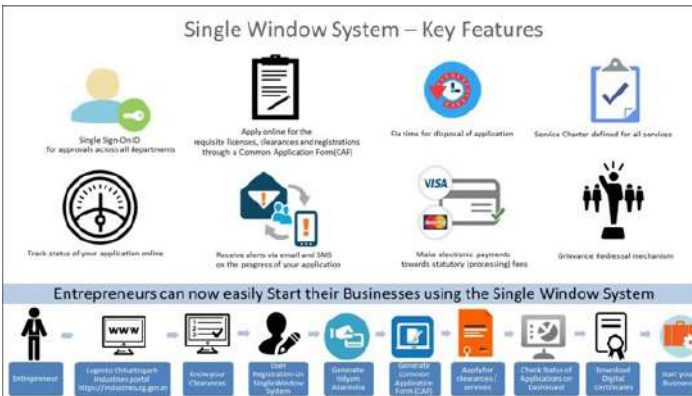 Single Window System – Key Features
Single Sign-On ID
for approvals across all departments
Apply online for the
requisite licenses, clearances and registrations
through a Common Application Form(CAF)
Fix time for disposal of application
Service Charter defined for all services
Track status of your application online
Receive alerts via email and SMS
on the progress of your application
VISA
MasterCard
Make electronic payments
towards statutory (processing) fees
Grievance Redressal mechanism
Entrepreneurs can now easily Start their Businesses using the Single Window System
WWW
Entrepreneur
Chhattisgarh
Industries portal
https://industries.cg.gov.in
Know your
Clearances
User
Registration on
Single Window
System
Generate
Udyam
Generate
Common
Application
Form (CAF)
Apply for
clearances /
services
Check Status of
Applications on
Dashboard
Download
Digital
certificates
Start your
Business